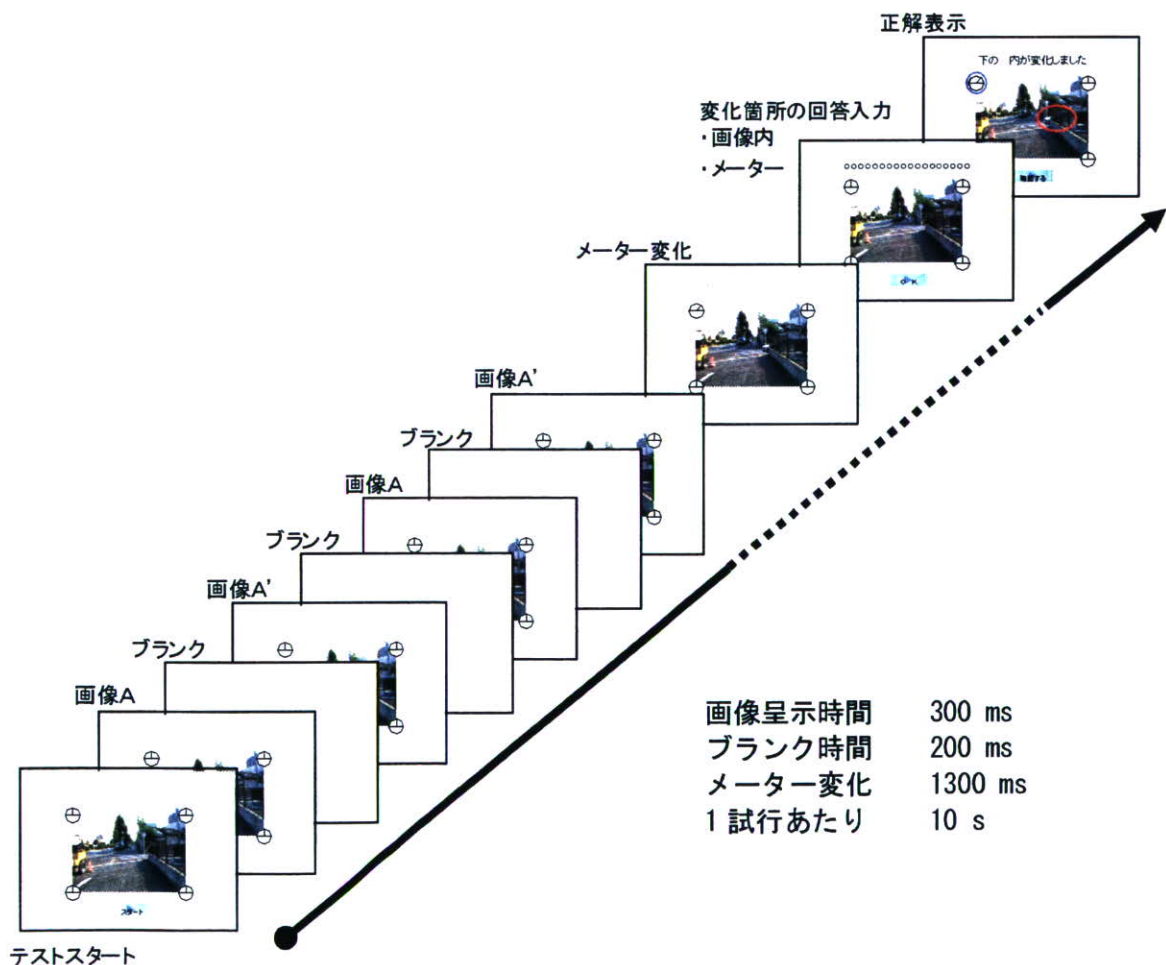 正解表示
下の 内が変化しました
変化箇所の回答入力
・画像内
・メーター
メーター変化
画像A'
ブランク
画像A
ブランク
画像A'
ブランク
画像A
スタート
テストスタート
画像呈示時間 300 ms
ブランク時間 200 ms
メーター変化 1300 ms
1試行あたり 10 s